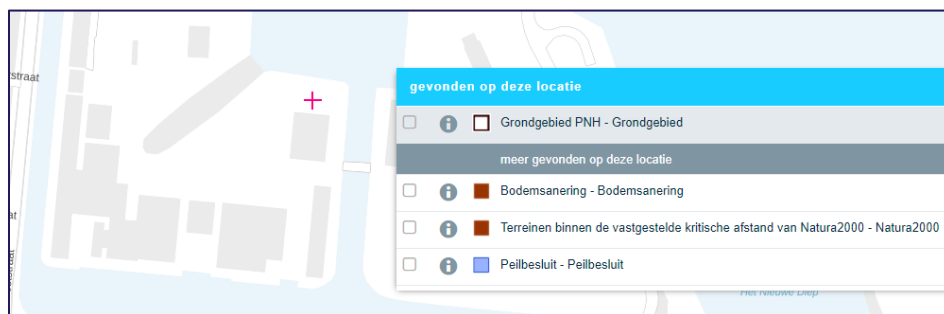 straat
gevonden op deze locatie
Grondgebied PNH - Grondgebied
meer gevonden op deze locatie
Bodemsanering - Bodemsanering
Terreinen binnen de vastgestelde kritische afstand van Natura2000 - Natura2000
Peilbesluit - Peilbesluit
Het Nieuwe Diep